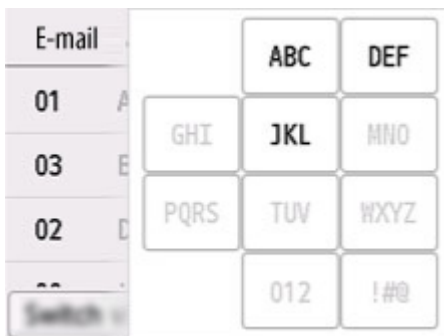 E-mail
ABC DEF
01 A
GHI JKL MNO
03 E
PQRS TUV WXYZ
02 D
012 !#@
Switch